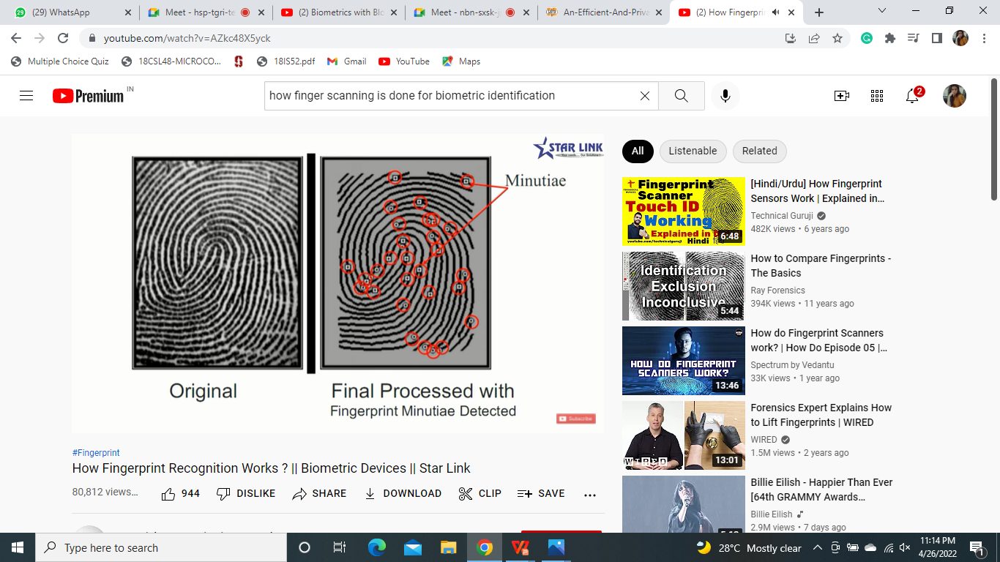 (29) WhatsApp
Meet - hsp-tgri-te
(2) Biometrics with Blo
Meet - nbn-sxsk-j
An-Efficient-And-Priva
(2) How Fingerpri
youtube.com/watch?v=AZkc48X5yck
Multiple Choice Quiz
18CSL48-MICROCO...
18IS52.pdf
Gmail
YouTube
Maps
Premium IN
how finger scanning is done for biometric identification
2
STAR LINK
Minutiae
Original
Final Processed with
Fingerprint Minutiae Detected
Subscribe
#Fingerprint
How Fingerprint Recognition Works ? || Biometric Devices || Star Link
80,812 views...
944
DISLIKE
SHARE
DOWNLOAD
CLIP
SAVE
All
Listenable
Related
Fingerprint
Scanner
Touch ID
Working
Explained in
Hindi
6:48
[Hindi/Urdu] How Fingerprint
Sensors Work | Explained in...
Technical Guruji
482K views • 6 years ago
Identification
Exclusion
Inconclusive
5:44
How to Compare Fingerprints -
The Basics
Ray Forensics
394K views • 11 years ago
HOW DO FINGERPRINT
SCANNERS WORK?
13:46
How do Fingerprint Scanners
work? | How Do Episode 05 |...
Spectrum by Vedantu
33K views • 1 year ago
WIRED
13:01
Forensics Expert Explains How
to Lift Fingerprints | WIRED
WIRED
1.5M views • 2 years ago
Billie Eilish - Happier Than Ever
[64th GRAMMY Awards...
Billie Eilish
2.9M views • 7 days ago
Type here to search
28°C Mostly clear
11:14 PM
4/26/2022
1